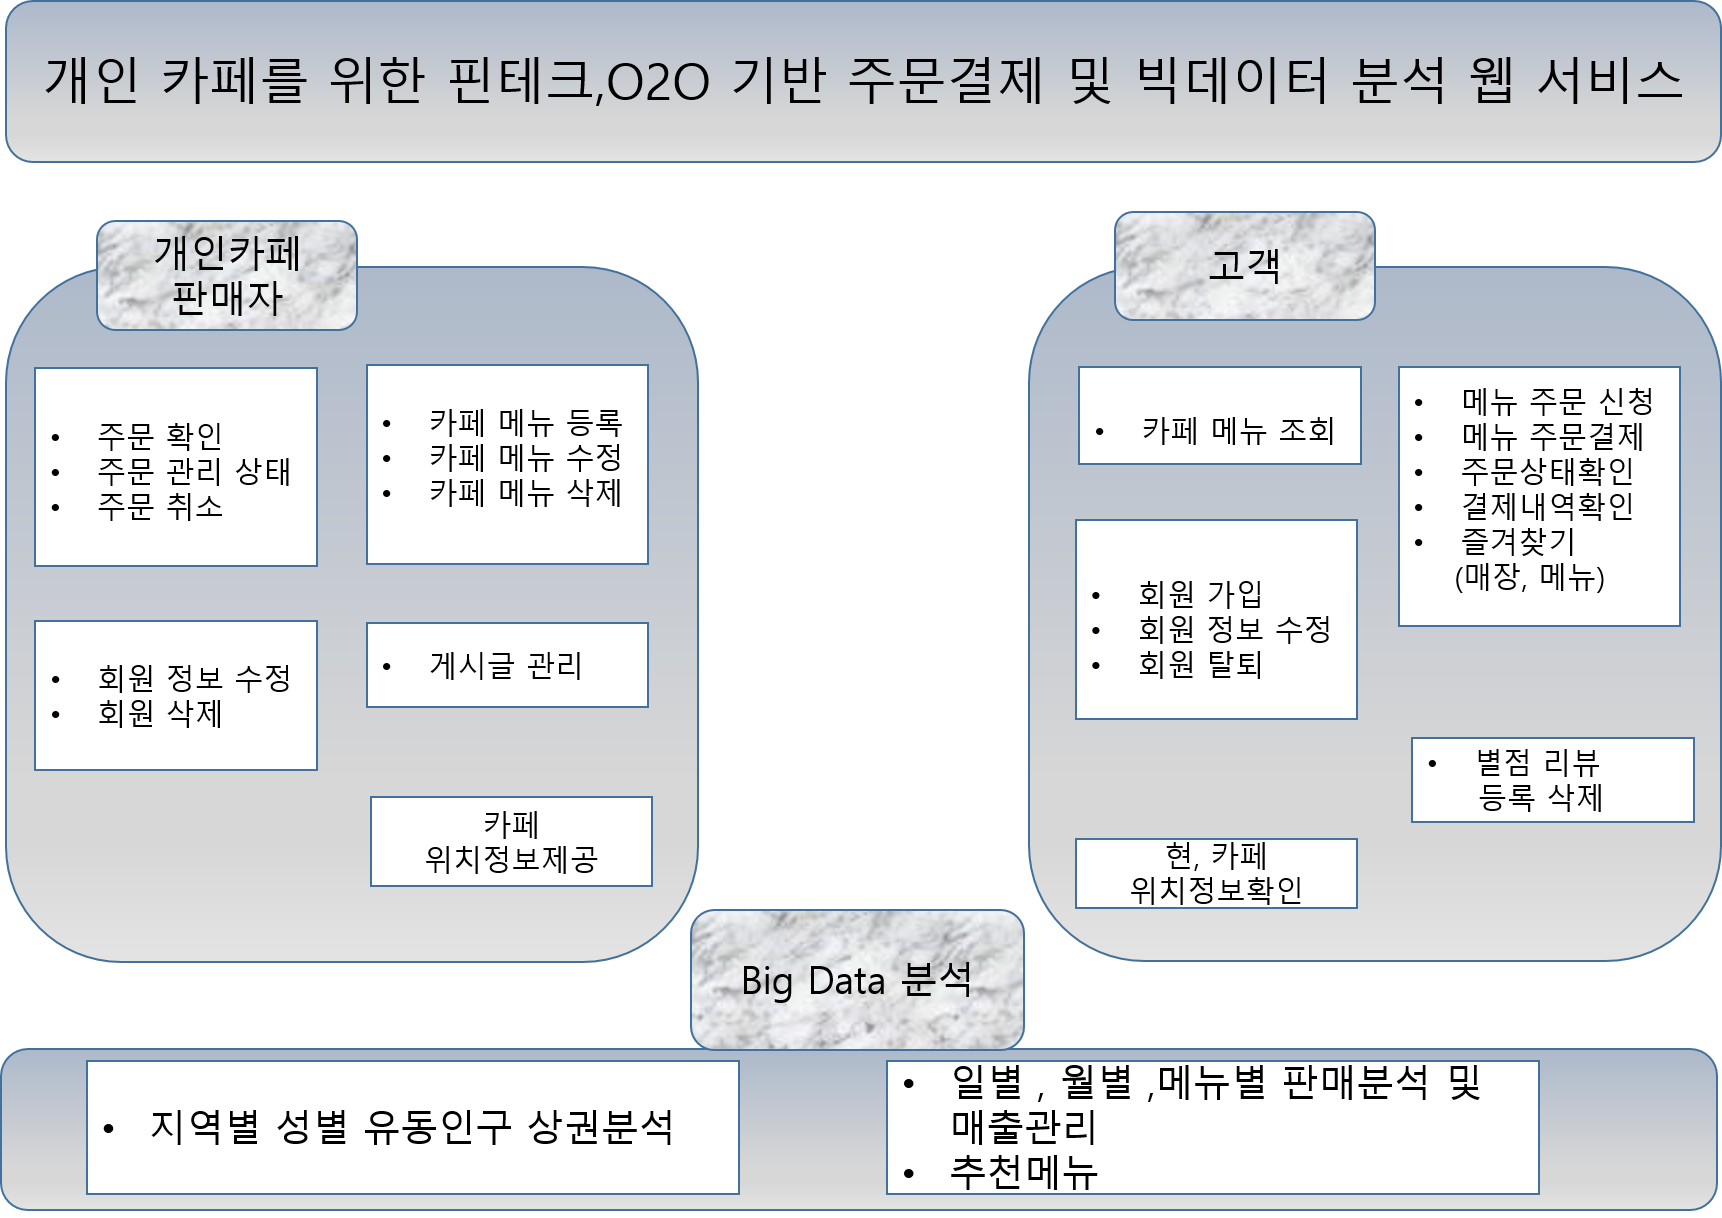 개인 카페를 위한 핀테크,O2O 기반 주문결제 및 빅데이터 분석 웹 서비스
개인카페
판매자
• 주문 확인
• 주문 관리 상태
• 주문 취소
• 카페 메뉴 등록
• 카페 메뉴 수정
• 카페 메뉴 삭제
• 회원 정보 수정
• 회원 삭제
• 게시글 관리
카페
위치정보제공
고객
• 카페 메뉴 조회
• 메뉴 주문 신청
• 메뉴 주문결제
• 주문상태확인
• 결제내역확인
• 즐겨찾기
(매장, 메뉴)
• 회원 가입
• 회원 정보 수정
• 회원 탈퇴
• 별점 리뷰
등록 삭제
현, 카페
위치정보확인
Big Data 분석
• 지역별 성별 유동인구 상권분석
• 일별 , 월별 ,메뉴별 판매분석 및
매출관리
• 추천메뉴